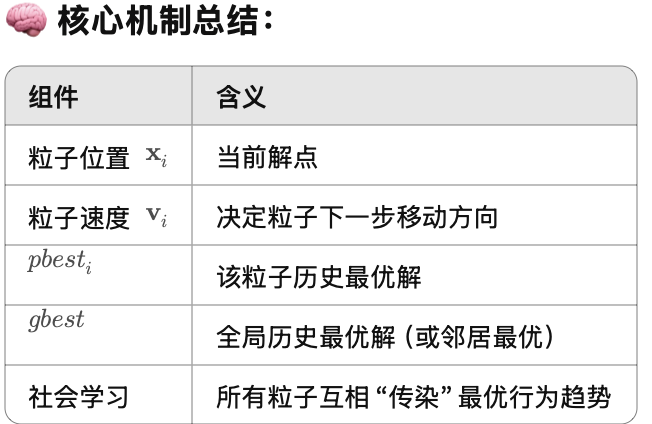 🧠 核心机制总结：
组件 含义
粒子位置 𝐱ᵢ 当前解点
粒子速度 𝐯ᵢ 决定粒子下一步移动方向
pbestᵢ 该粒子历史最优解
gbest 全局历史最优解（或邻居最优）
社会学习 所有粒子互相“传染”最优行为趋势